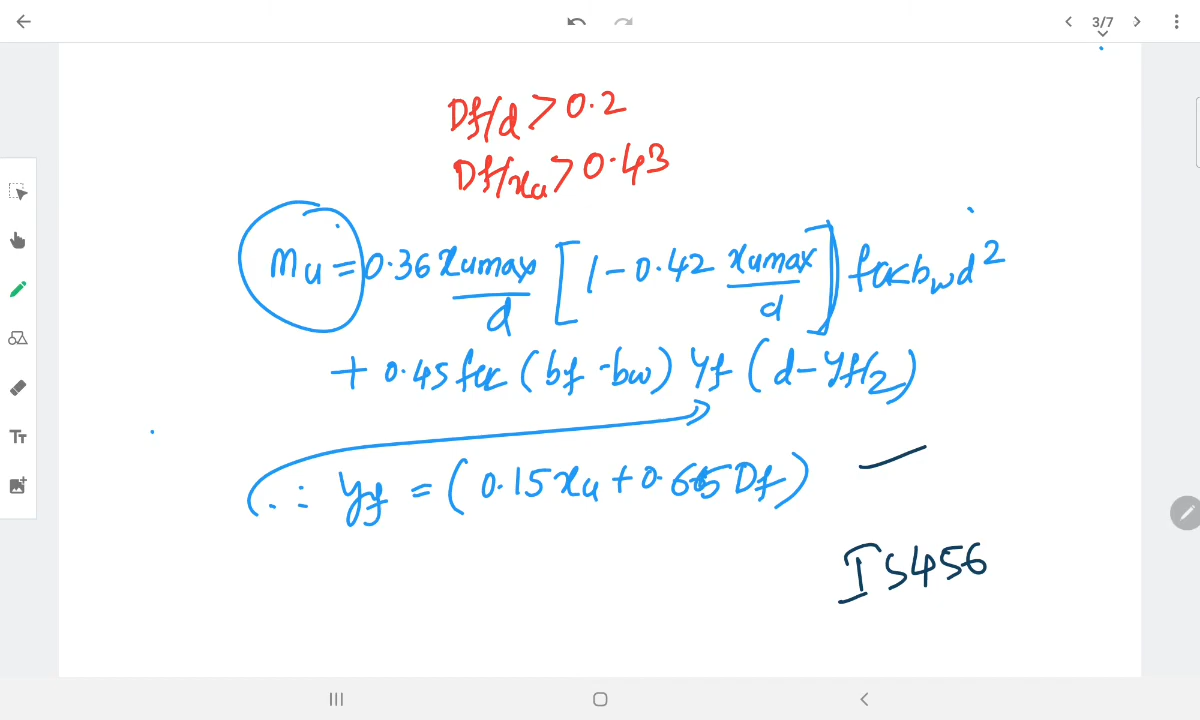 3/7
Df/d > 0.2
Df/xu > 0.43
Mu = 0.36 xumax/d [1 - 0.42 xumax/d] fck bw d²
+ 0.45 fck (bf - bw) yf (d - yf/2)
∴ yf = (0.15 xu + 0.65 Df)
IS456
Tт